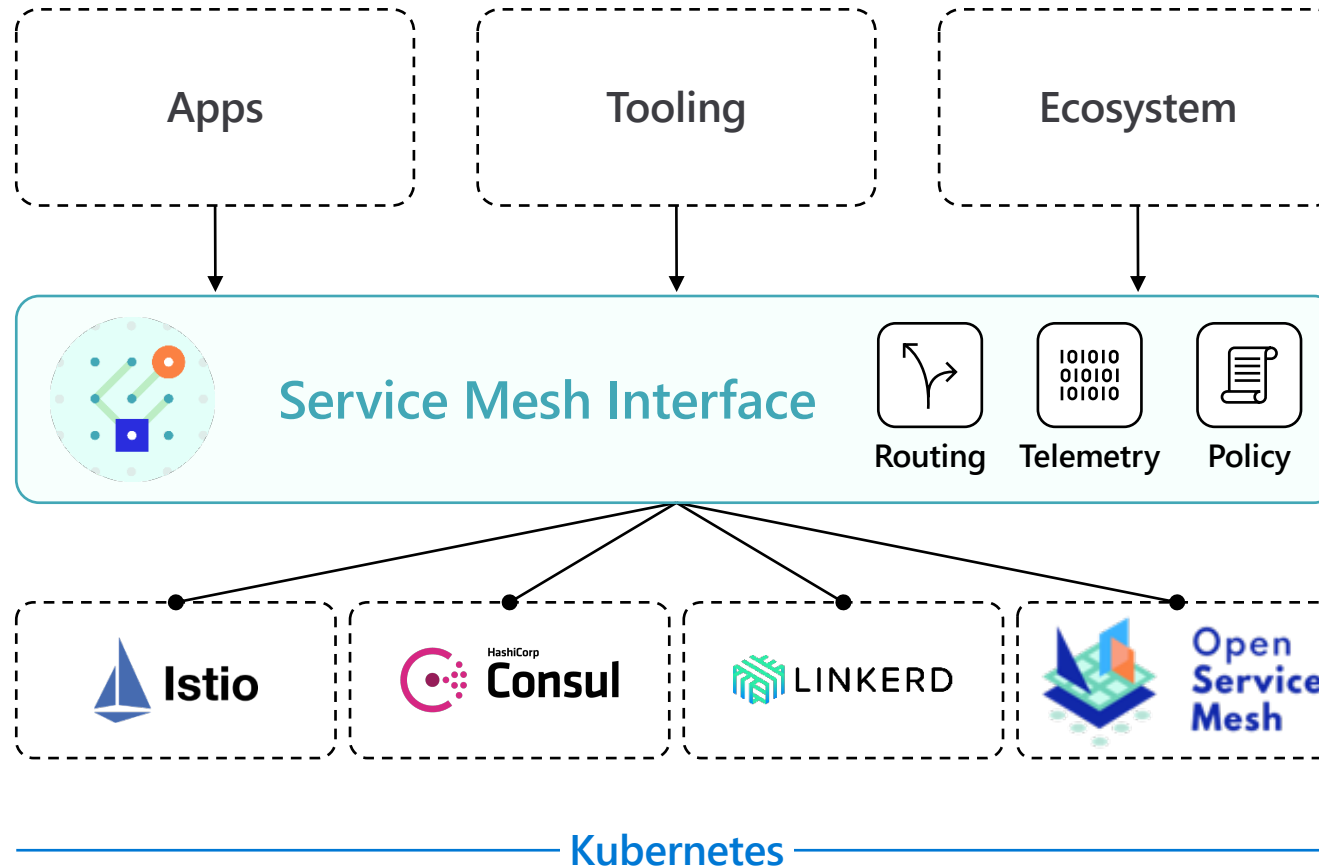 Apps
Tooling
Ecosystem
Service Mesh Interface
101010
010101
101010
Routing
Telemetry
Policy
Istio
HashiCorp
Consul
LINKERD
Open
Service
Mesh
Kubernetes